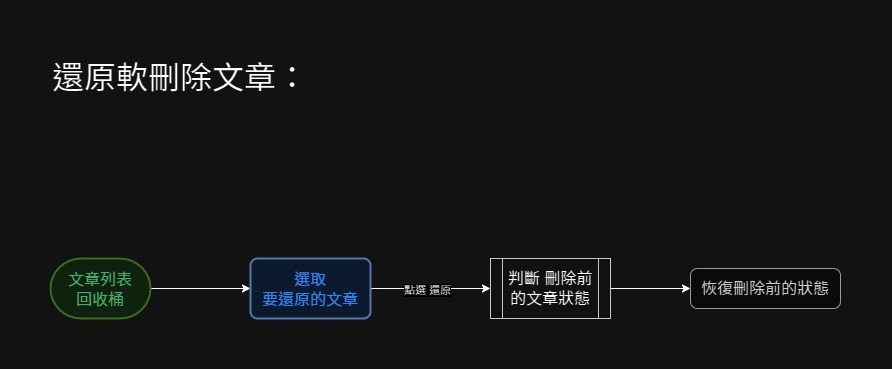 還原軟刪除文章：
文章列表
回收桶
選取
要還原的文章
點選 還原
判斷 刪除前
的文章狀態
恢復刪除前的狀態